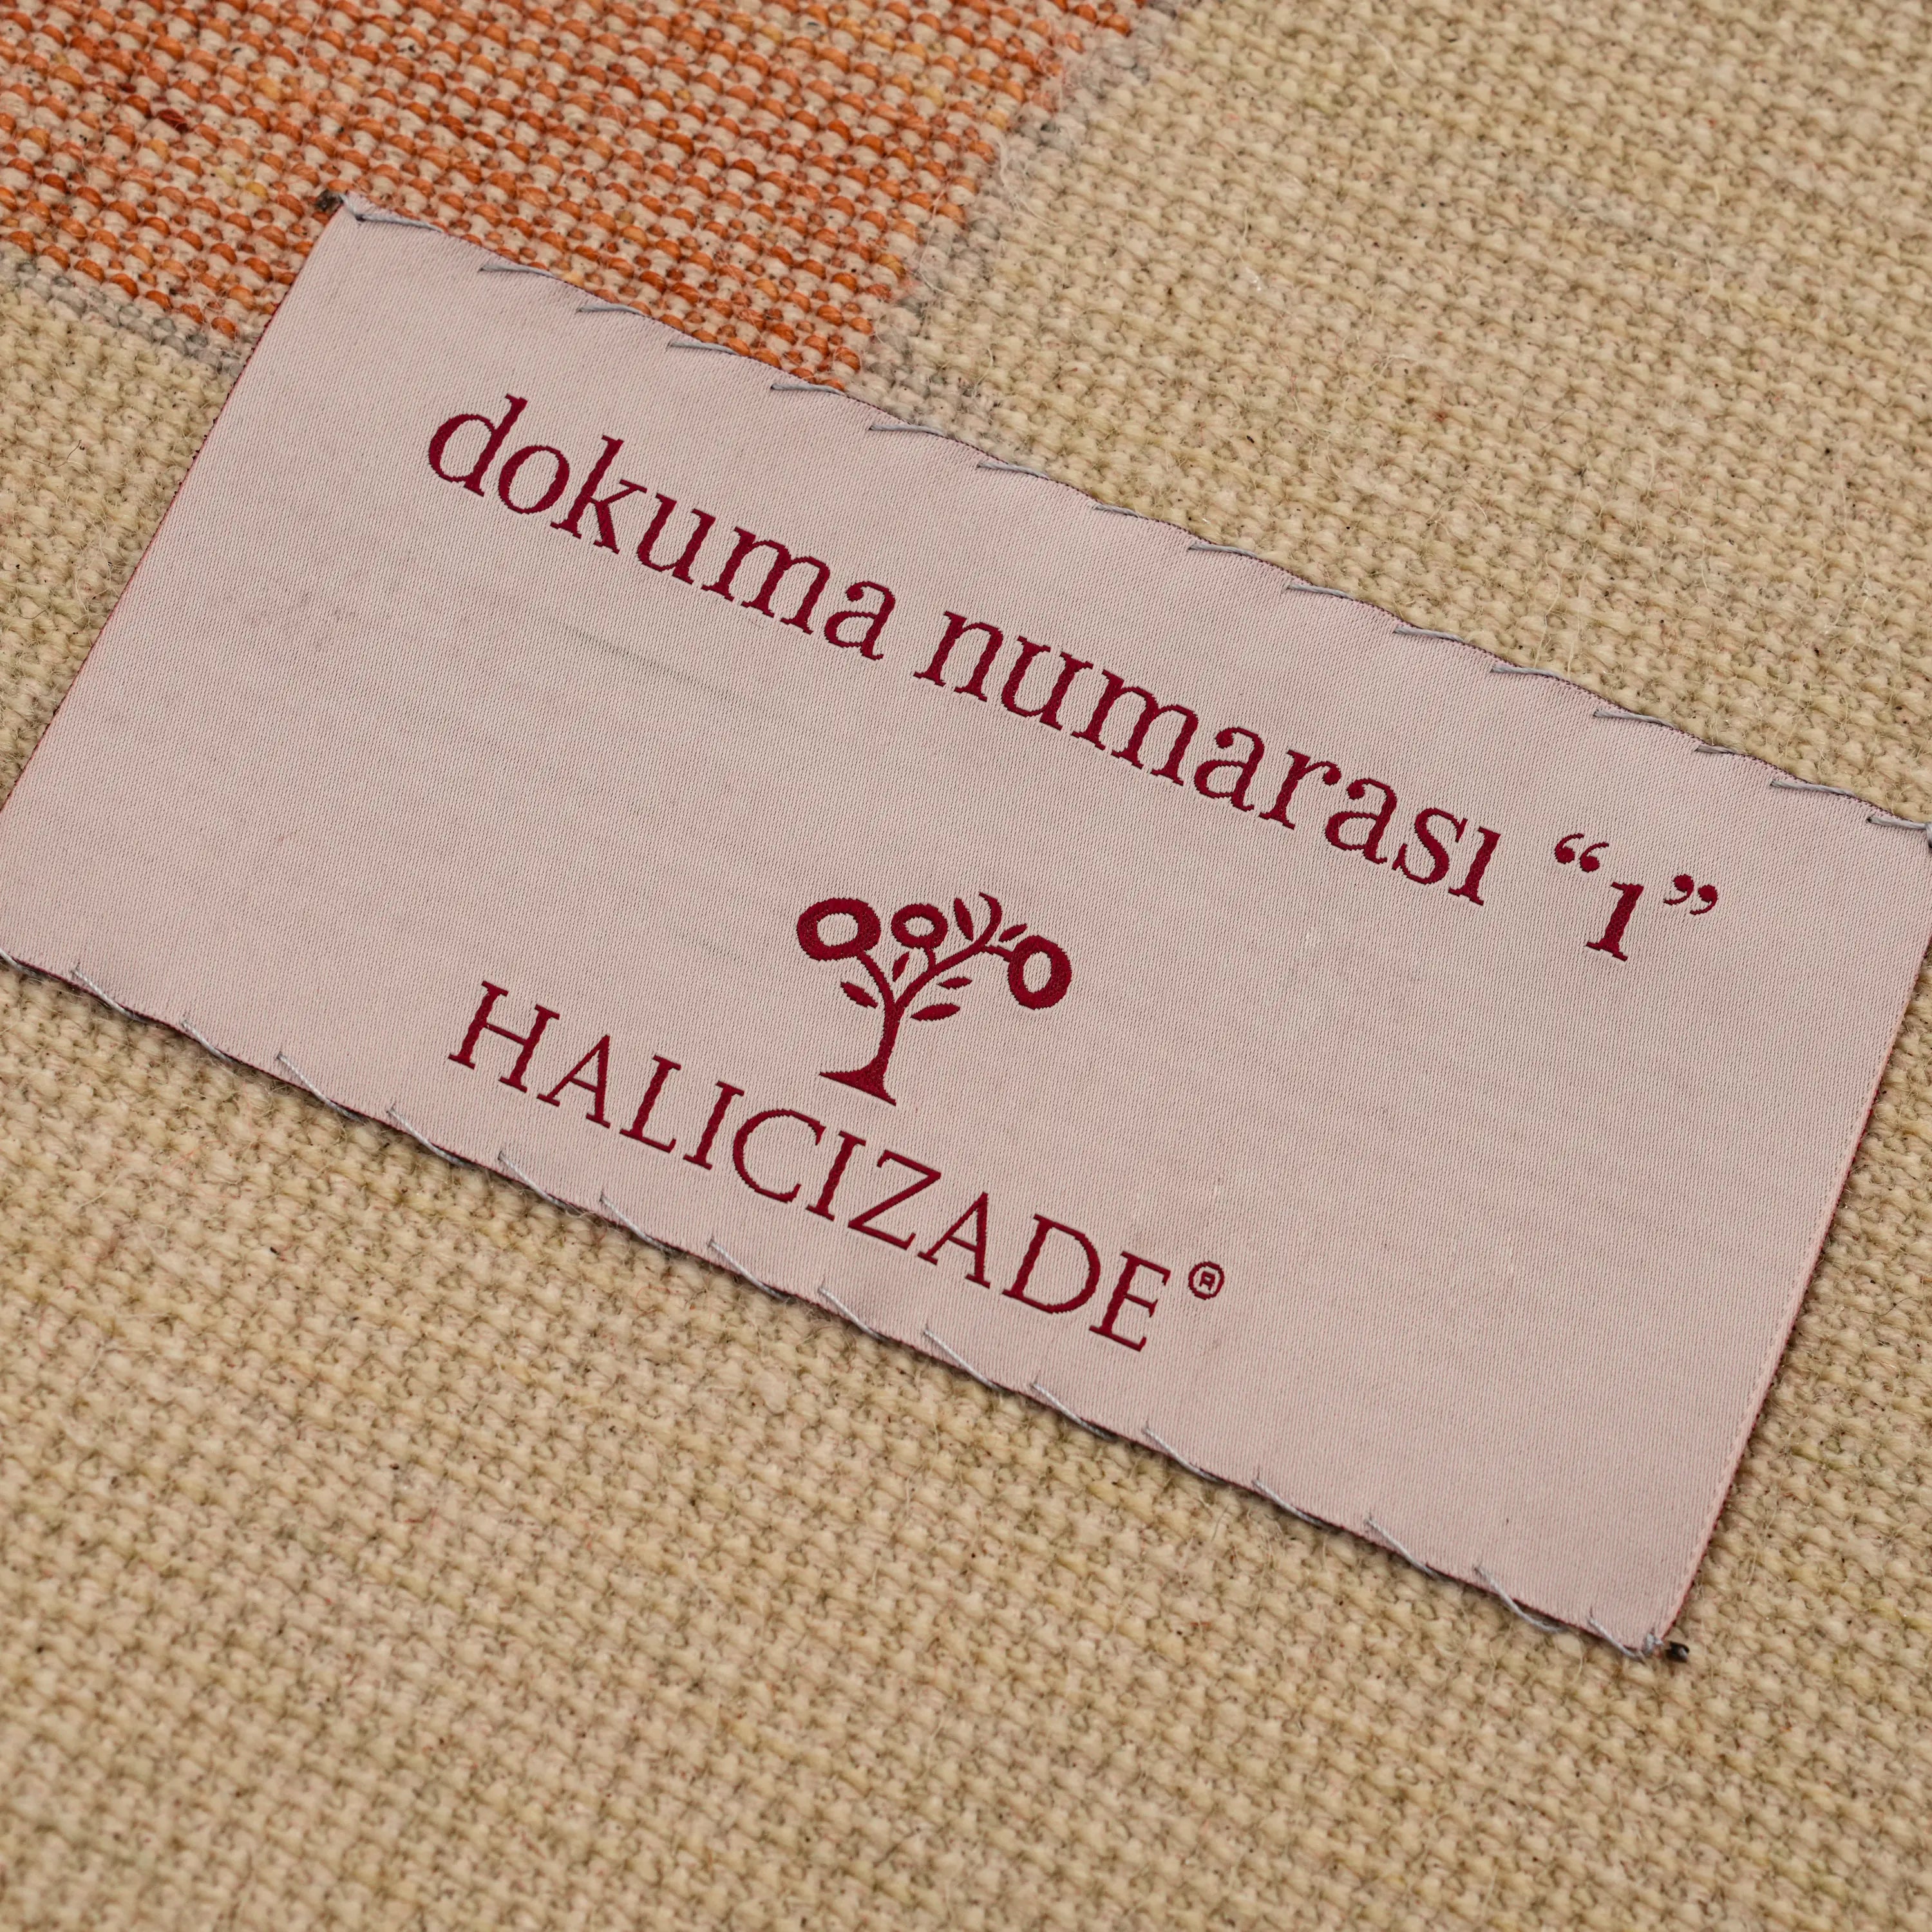 dokuma numarası “1”
HALICIZADE®